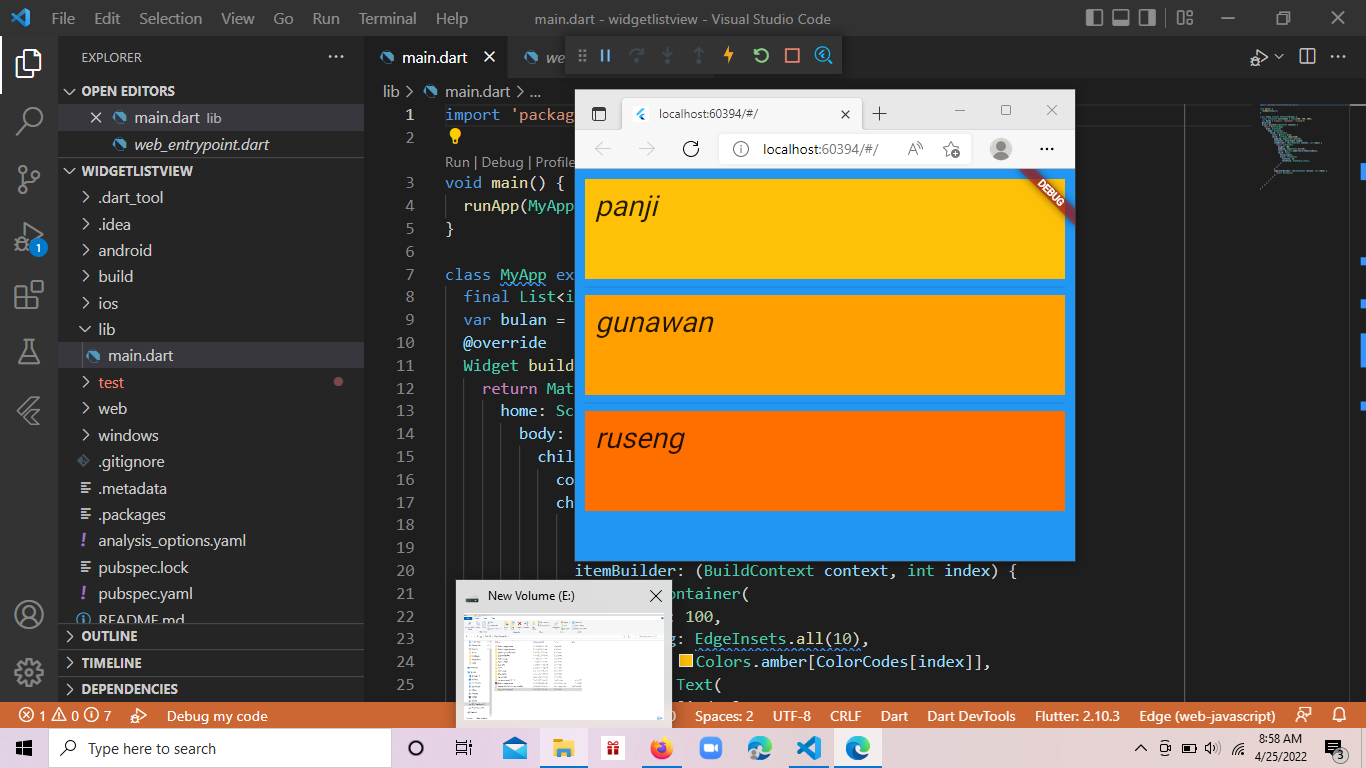 File Edit Selection View Go Run Terminal Help
main.dart - widgetlistview - Visual Studio Code
EXPLORER
OPEN EDITORS
main.dart lib
web_entrypoint.dart
WIDGETLISTVIEW
.dart_tool
.idea
android
build
ios
lib
main.dart
test
web
windows
.gitignore
.metadata
.packages
analysis_options.yaml
pubspec.lock
pubspec.yaml
README.md
OUTLINE
TIMELINE
DEPENDENCIES
main.dart
we
lib > main.dart > ...
1 import 'packag
2
Run | Debug | Profile
3 void main() {
4 runApp(MyApp
5 }
6
7 class MyApp ex
8 final List<i
9 var bulan =
10 @override
11 Widget build
12 return Mat
13 home: Sc
14 body:
15 chil
16 co
17 ch
18
19
20 itemBuilder: (BuildContext context, int index) {
21 ontainer(
22 100,
23 g: EdgeInsets.all(10),
24 Colors.amber[ColorCodes[index]],
25 Text(
localhost:60394/#/
localhost:60394/#/
DEBUG
panji
gunawan
ruseng
New Volume (E:)
1 0 7 Debug my code
Spaces: 2 UTF-8 CRLF Dart Dart DevTools Flutter: 2.10.3 Edge (web-javascript)
Type here to search
8:58 AM
4/25/2022
3
1